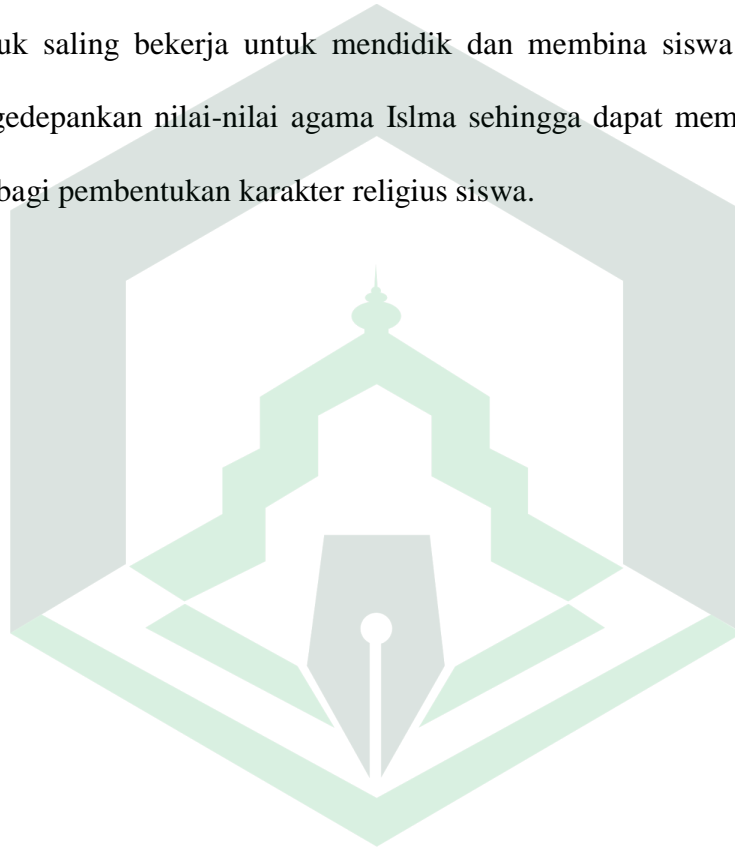 uk saling bekerja untuk mendidik dan membina siswa
gedepankan nilai-nilai agama Islma sehingga dapat mem
bagi pembentukan karakter religius siswa.